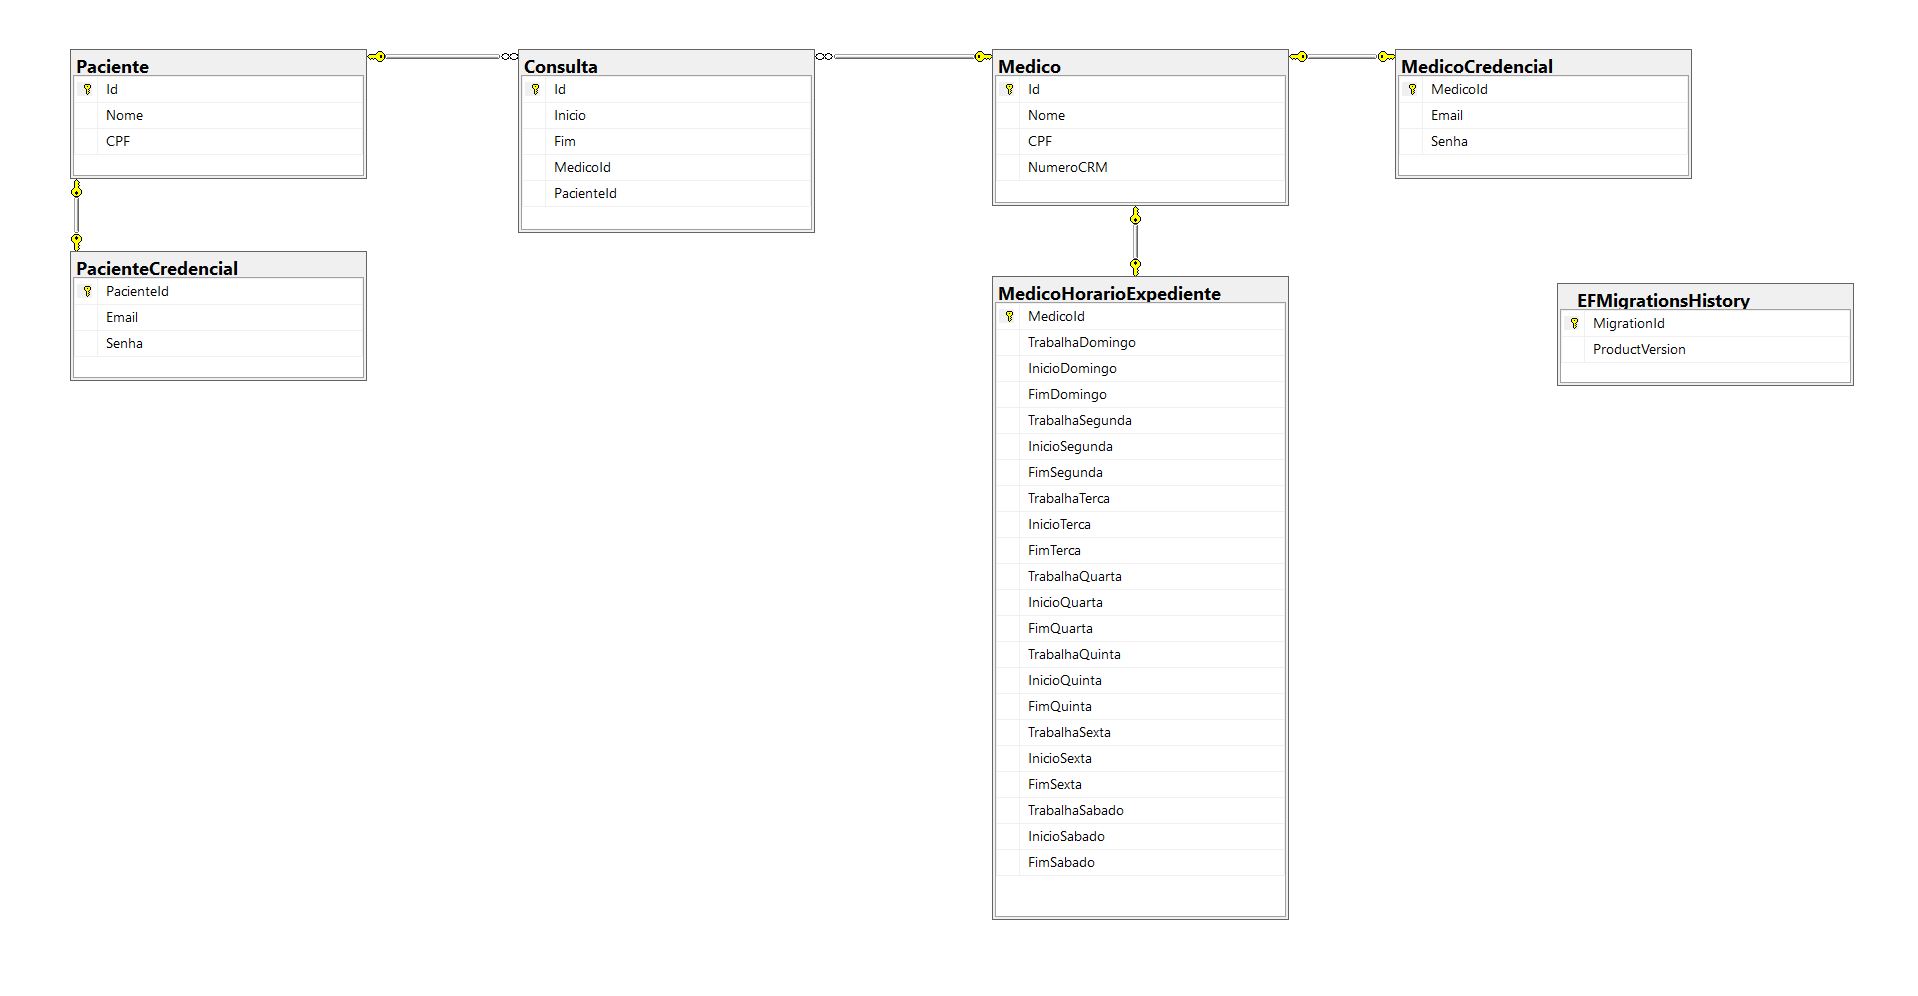 Paciente
Id
Nome
CPF
PacienteCredencial
PacienteId
Email
Senha
Consulta
Id
Inicio
Fim
MedicoId
PacienteId
Medico
Id
Nome
CPF
NumeroCRM
MedicoHorarioExpediente
MedicoId
TrabalhaDomingo
InicioDomingo
FimDomingo
TrabalhaSegunda
InicioSegunda
FimSegunda
TrabalhaTerca
InicioTerca
FimTerca
TrabalhaQuarta
InicioQuarta
FimQuarta
TrabalhaQuinta
InicioQuinta
FimQuinta
TrabalhaSexta
InicioSexta
FimSexta
TrabalhaSabado
InicioSabado
FimSabado
MedicoCredencial
MedicoId
Email
Senha
EFMigrationsHistory
MigrationId
ProductVersion